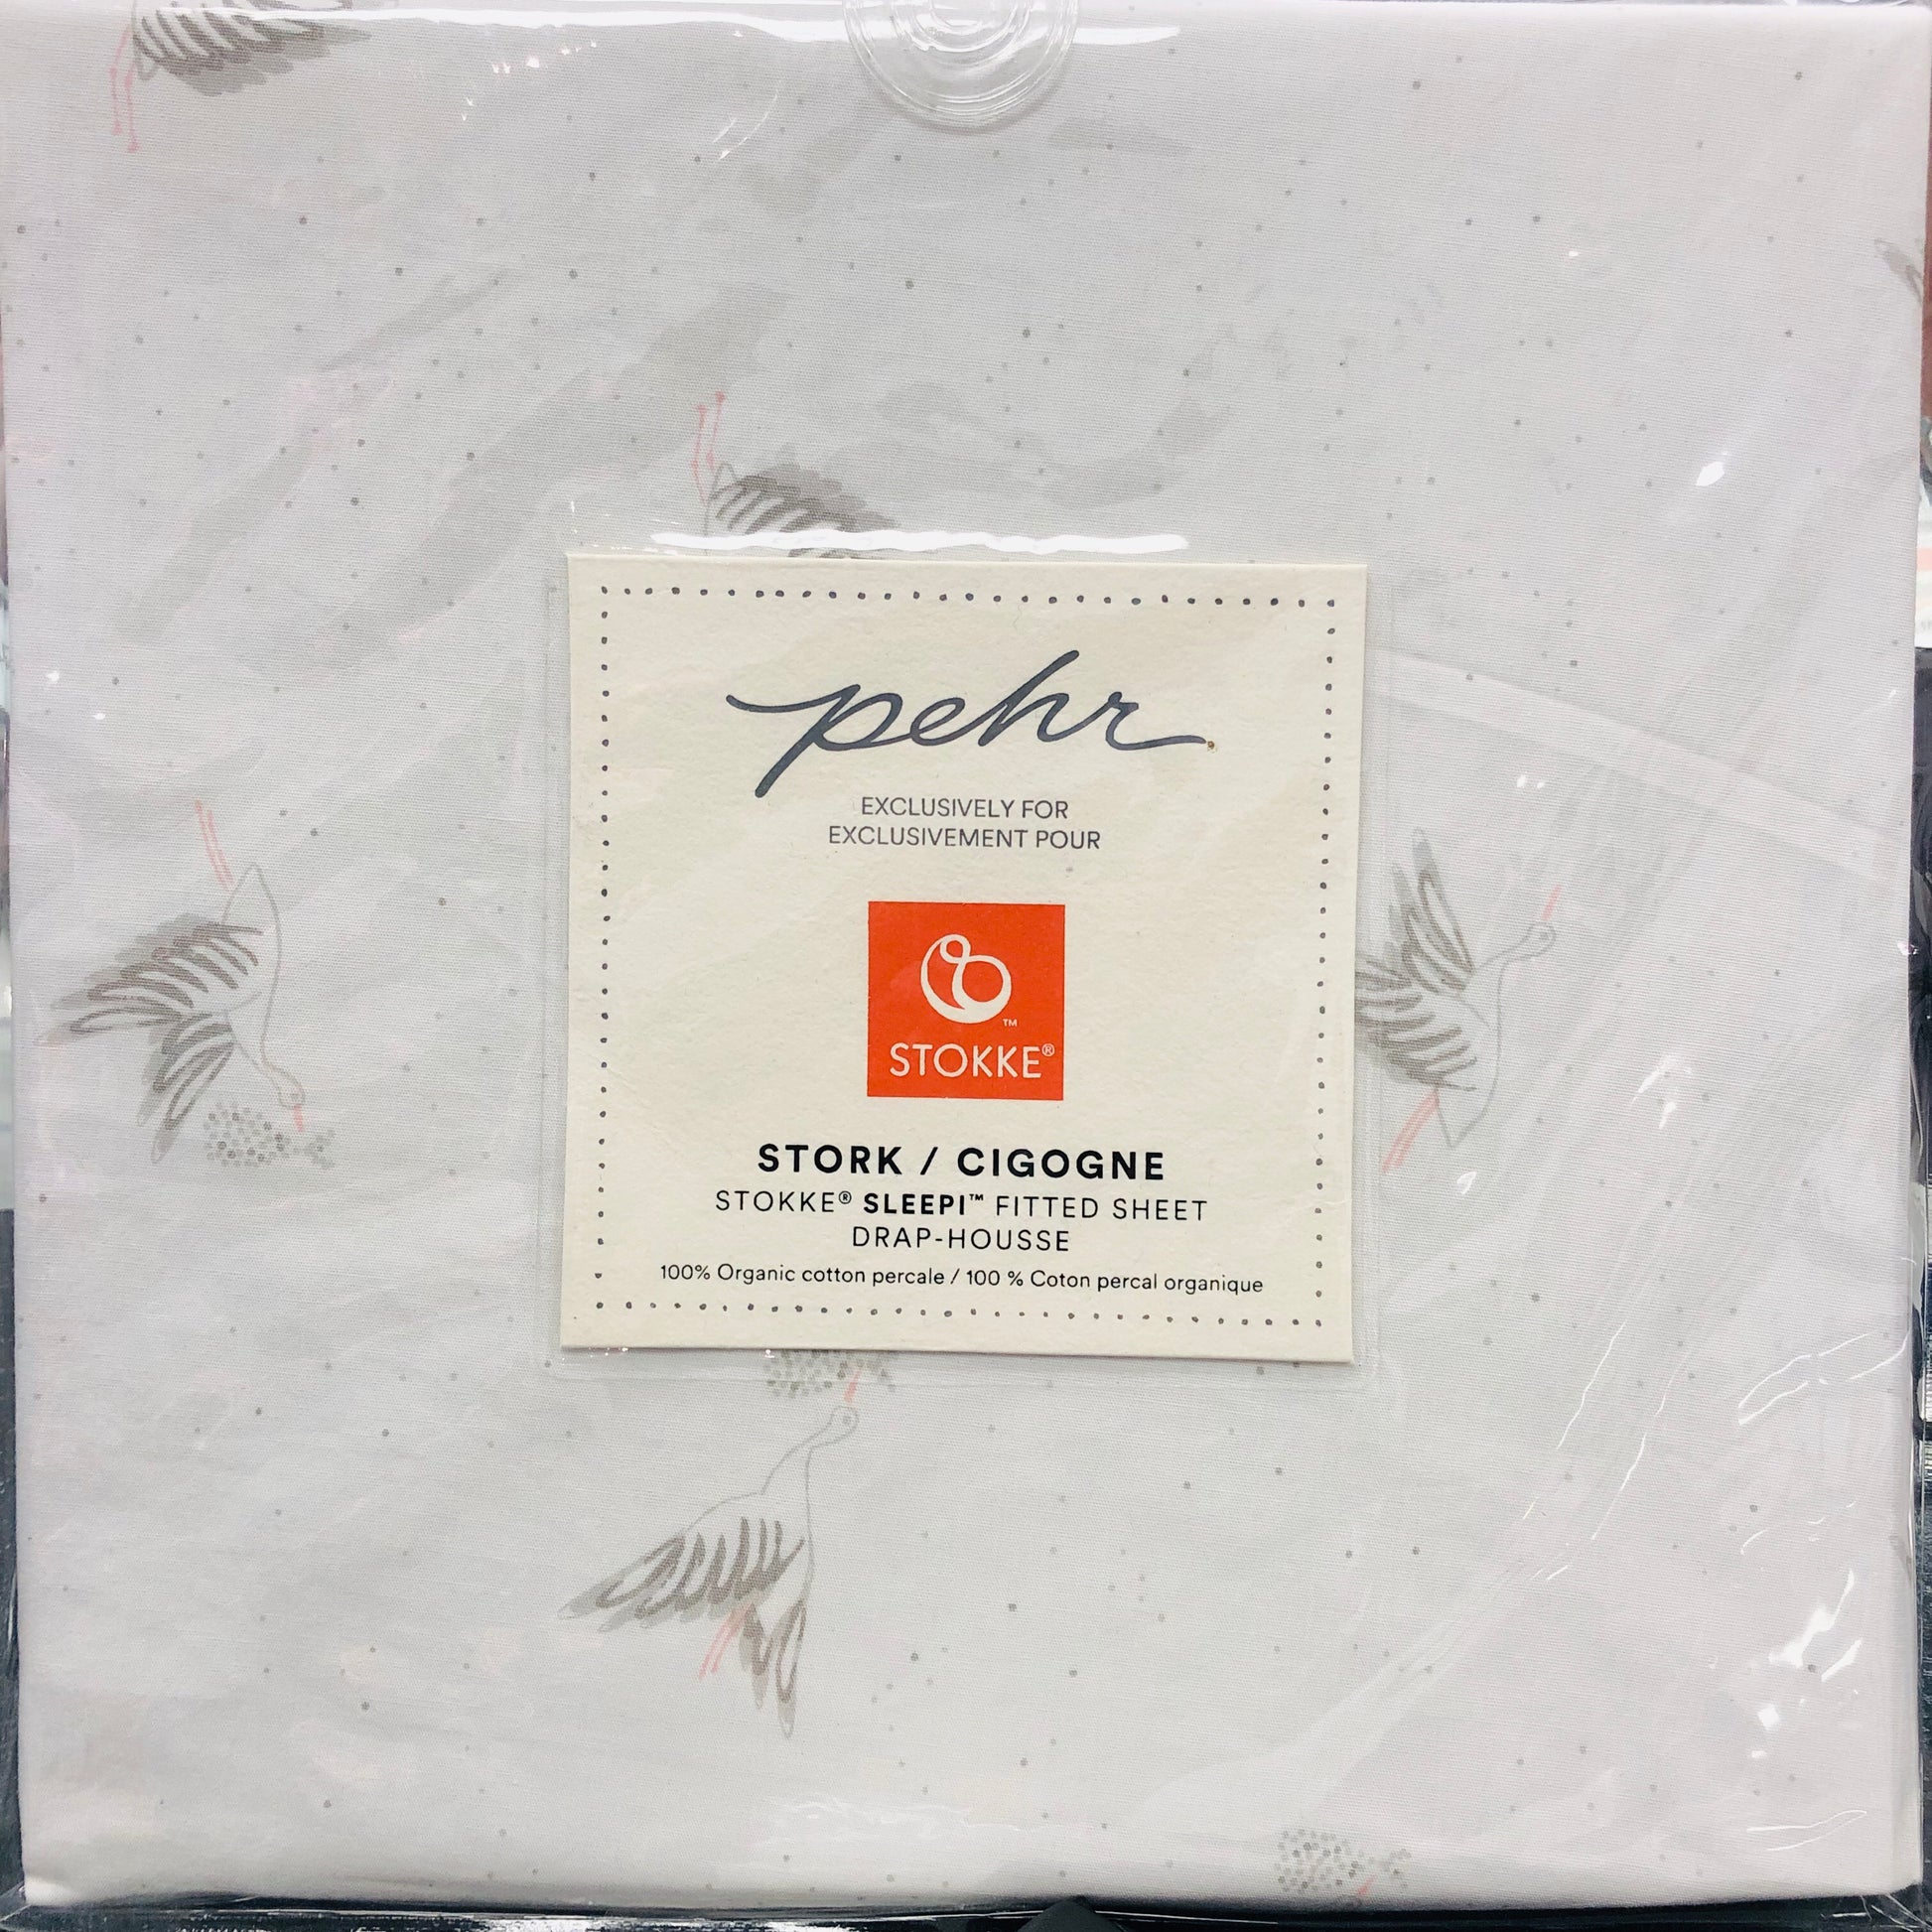 pehr
EXCLUSIVELY FOR
EXCLUSIVEMENT POUR
™
STOKKE®
STORK / CIGOGNE
STOKKE® SLEEPI™ FITTED SHEET
DRAP-HOUSSE
100% Organic cotton percale / 100 % Coton percal organique